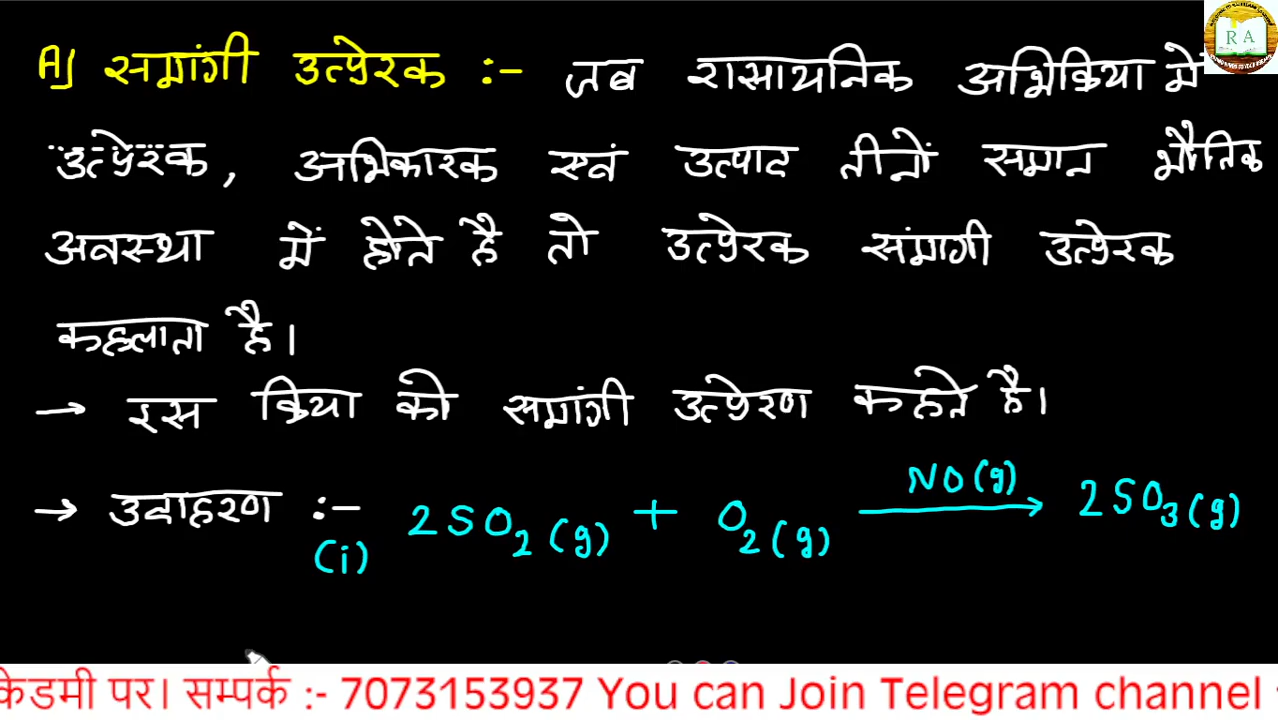 A) समांगी उत्प्रेरक :- जब रासायनिक अभिक्रिया में
उत्प्रेरक, अभिकारक एवं उत्पाद तीनों समान भौतिक
अवस्था में होते है तो उत्प्रेरक संमागी उत्प्रेरक
कहलाता है।
→ इस क्रिया को समांगी उत्प्रेरण कहते है।
→ उदाहरण :-
(i) 2SO₂(g) + O₂(g) NO(g) → 2SO₃(g)
RA
केडमी पर। सम्पर्क :- 7073153937 You can Join Telegram channel